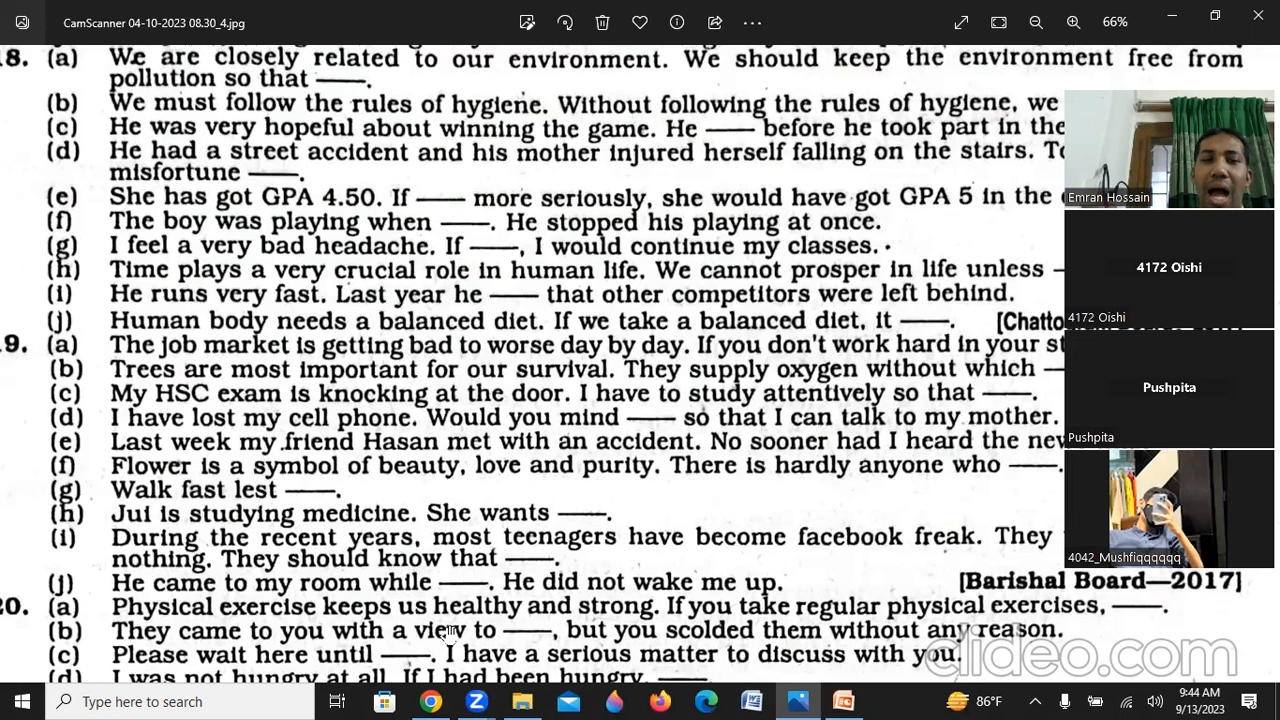 CamScanner 04-10-2023 08.30_4.jpg
66%
18. (a) We are closely related to our environment. We should keep the environment free from
pollution so that ——.
(b) We must follow the rules of hygiene. Without following the rules of hygiene, we
(c) He was very hopeful about winning the game. He —— before he took part in the
(d) He had a street accident and his mother injured herself falling on the stairs. To
misfortune ——.
(e) She has got GPA 4.50. If —— more seriously, she would have got GPA 5 in the
(f) The boy was playing when ——. He stopped his playing at once.
(g) I feel a very bad headache. If ——, I would continue my classes.
(h) Time plays a very crucial role in human life. We cannot prosper in life unless —
(i) He runs very fast. Last year he —— that other competitors were left behind.
(j) Human body needs a balanced diet. If we take a balanced diet, it ——. [Chatto
9. (a) The job market is getting bad to worse day by day. If you don't work hard in your st
(b) Trees are most important for our survival. They supply oxygen without which —
(c) My HSC exam is knocking at the door. I have to study attentively so that ——.
(d) I have lost my cell phone. Would you mind —— so that I can talk to my mother.
(e) Last week my friend Hasan met with an accident. No sooner had I heard the new
(f) Flower is a symbol of beauty, love and purity. There is hardly anyone who ——.
(g) Walk fast lest ——.
(h) Jui is studying medicine. She wants ——.
(i) During the recent years, most teenagers have become facebook freak. They
nothing. They should know that ——.
(j) He came to my room while ——. He did not wake me up. [Barishal Board—2017]
20. (a) Physical exercise keeps us healthy and strong. If you take regular physical exercises, ——.
(b) They came to you with a view to ——, but you scolded them without any reason.
(c) Please wait here until ——. I have a serious matter to discuss with you.
(d) I was not hungry at all. If I had been hungry, ——
Emran Hossain
4172 Oishi
4172 Oishi
Pushpita
Pushpita
4042_Mushfiqqqqqq
clideo.com
Type here to search
86°F
9:44 AM
9/13/2023